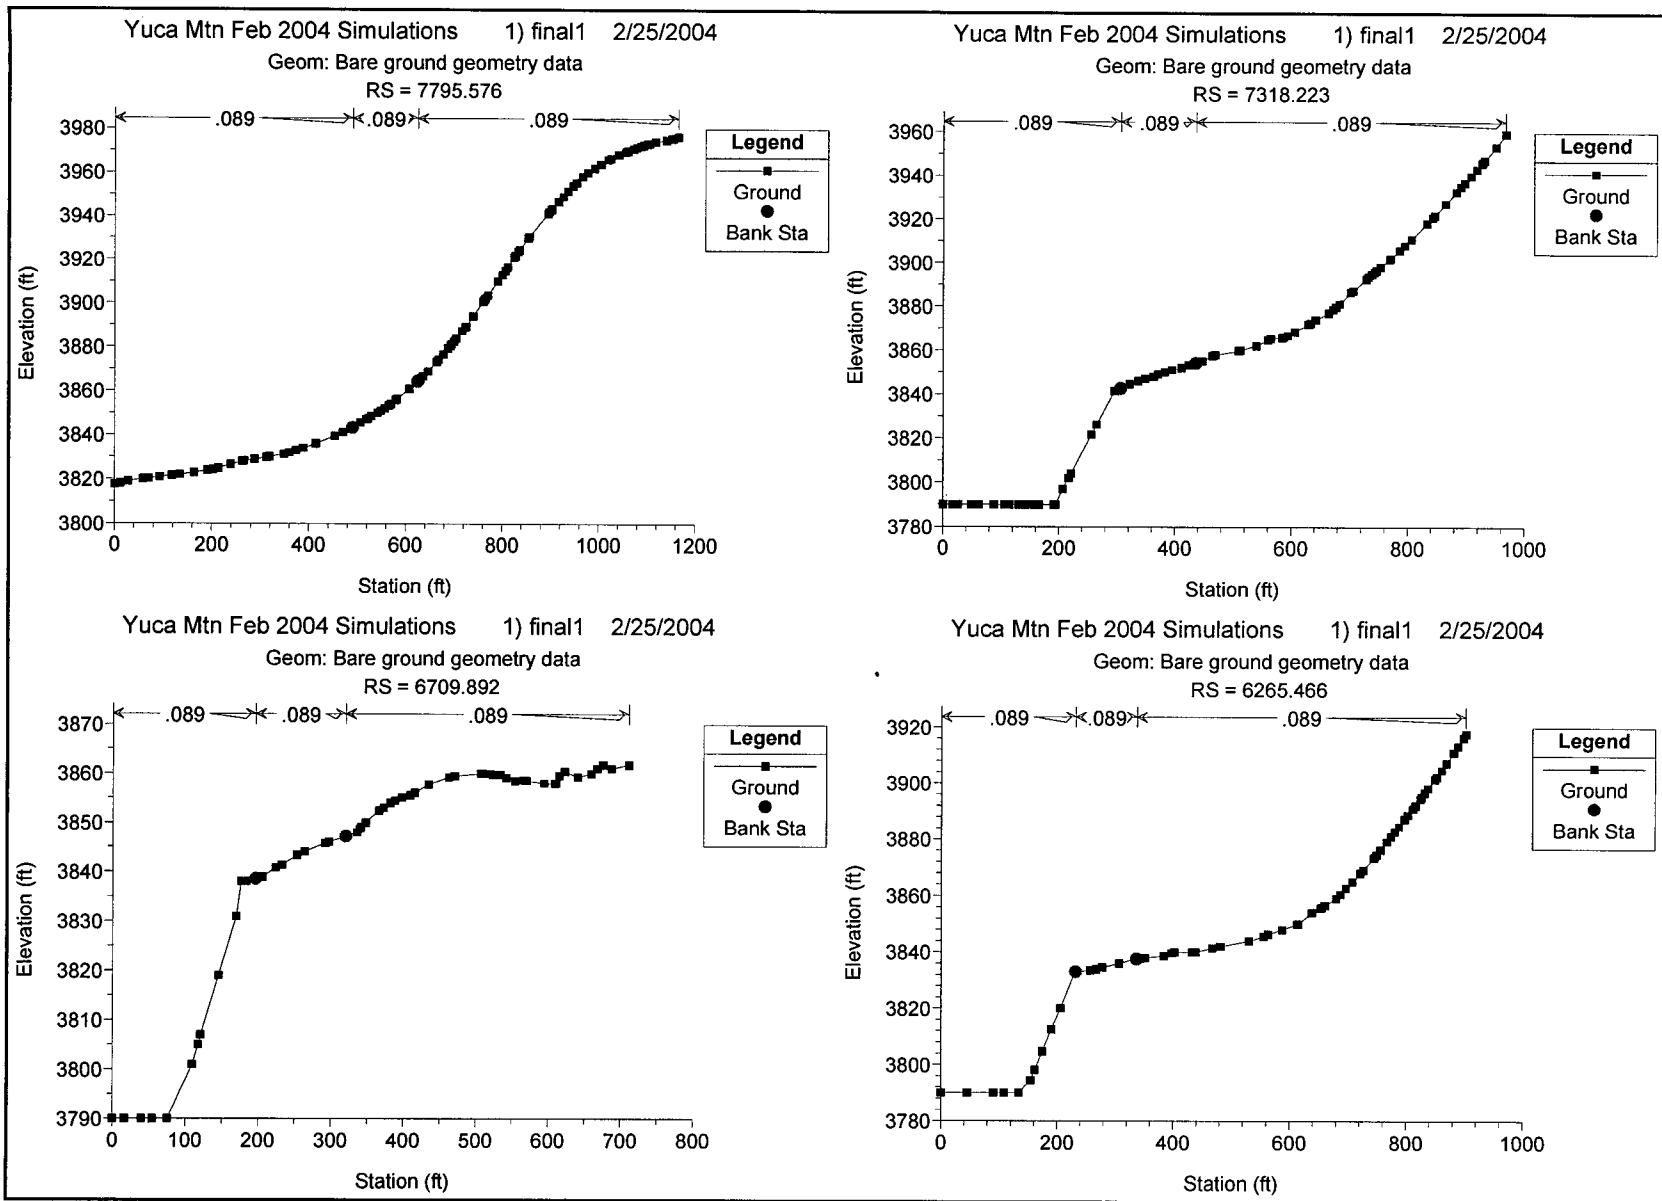 Yuca Mtn Feb 2004 Simulations 1) final1 2/25/2004
Geom: Bare ground geometry data
RS = 7795.576
.089 .089 .089
3980
3960
3940
3920
3900
3880
3860
3840
3820
3800
Elevation (ft)
0 200 400 600 800 1000 1200
Station (ft)
Legend
Ground
Bank Sta
Yuca Mtn Feb 2004 Simulations 1) final1 2/25/2004
Geom: Bare ground geometry data
RS = 7318.223
.089 .089 .089
3960
3940
3920
3900
3880
3860
3840
3820
3800
3780
Elevation (ft)
0 200 400 600 800 1000
Station (ft)
Legend
Ground
Bank Sta
Yuca Mtn Feb 2004 Simulations 1) final1 2/25/2004
Geom: Bare ground geometry data
RS = 6709.892
.089 .089 .089
3870
3860
3850
3840
3830
3820
3810
3800
3790
Elevation (ft)
0 100 200 300 400 500 600 700 800
Station (ft)
Legend
Ground
Bank Sta
Yuca Mtn Feb 2004 Simulations 1) final1 2/25/2004
Geom: Bare ground geometry data
RS = 6265.466
.089 .089 .089
3920
3900
3880
3860
3840
3820
3800
3780
Elevation (ft)
0 200 400 600 800 1000
Station (ft)
Legend
Ground
Bank Sta